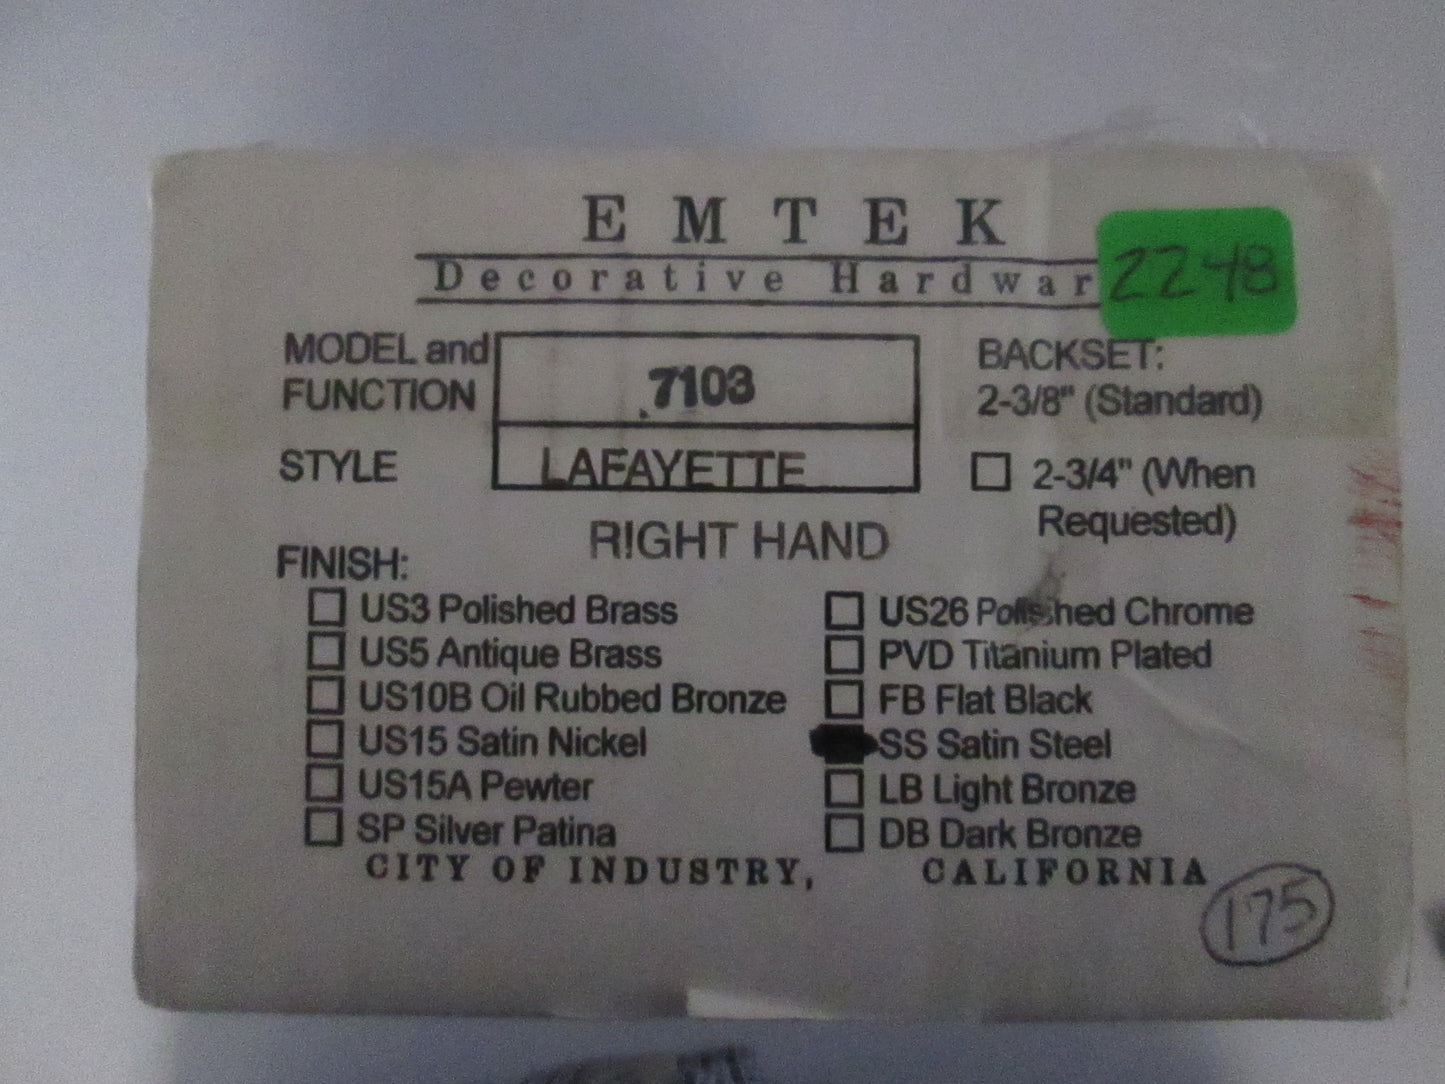 EMTEK
Decorative Hardwar
2248
MODEL and
FUNCTION
7103
STYLE
LAFAYETTE
BACKSET:
2-3/8" (Standard)
2-3/4" (When
Requested)
RIGHT HAND
FINISH:
US3 Polished Brass
US5 Antique Brass
US10B Oil Rubbed Bronze
US15 Satin Nickel
US15A Pewter
SP Silver Patina
US26 Polished Chrome
PVD Titanium Plated
FB Flat Black
SS Satin Steel
LB Light Bronze
DB Dark Bronze
CITY OF INDUSTRY, CALIFORNIA
175